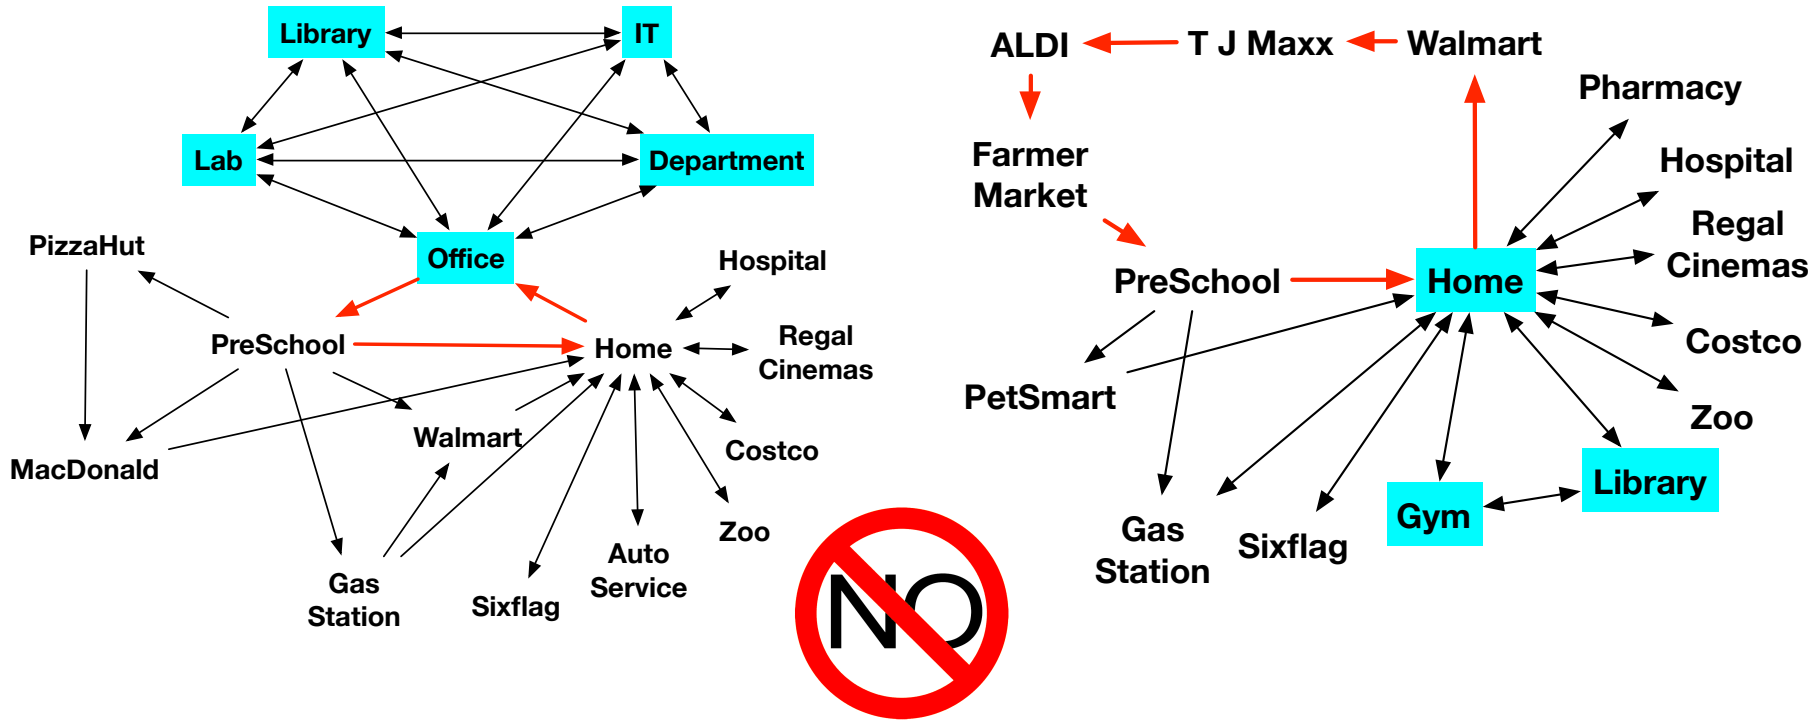 Library
IT
Lab
Department
Office
PizzaHut
Hospital
PreSchool
Home
Regal
Cinemas
Walmart
Costco
MacDonald
Zoo
Auto
Service
Gas
Station
Sixflag
NO
ALDI
T J Maxx
Walmart
Pharmacy
Farmer
Market
Hospital
Regal
Cinemas
PreSchool
Home
Costco
PetSmart
Zoo
Library
Gym
Gas
Station
Sixflag